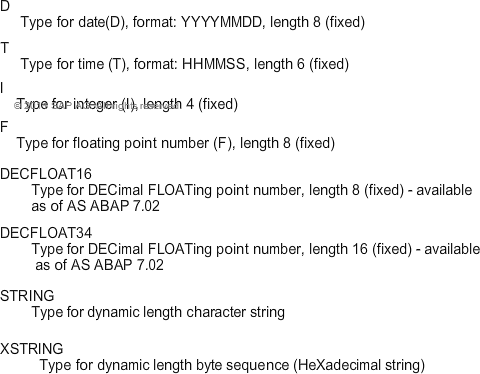 D
Type for date(D), format: YYYYMMDD, length 8 (fixed)
T
Type for time (T), format: HHMMSS, length 6 (fixed)
I
Type for integer (I), length 4 (fixed)
F
Type for floating point number (F), length 8 (fixed)
DECFLOAT16
Type for DECimal FLOATing point number, length 8 (fixed) - available
as of AS ABAP 7.02
DECFLOAT34
Type for DECimal FLOATing point number, length 16 (fixed) - available
as of AS ABAP 7.02
STRING
Type for dynamic length character string
XSTRING
Type for dynamic length byte sequence (HeXadecimal string)